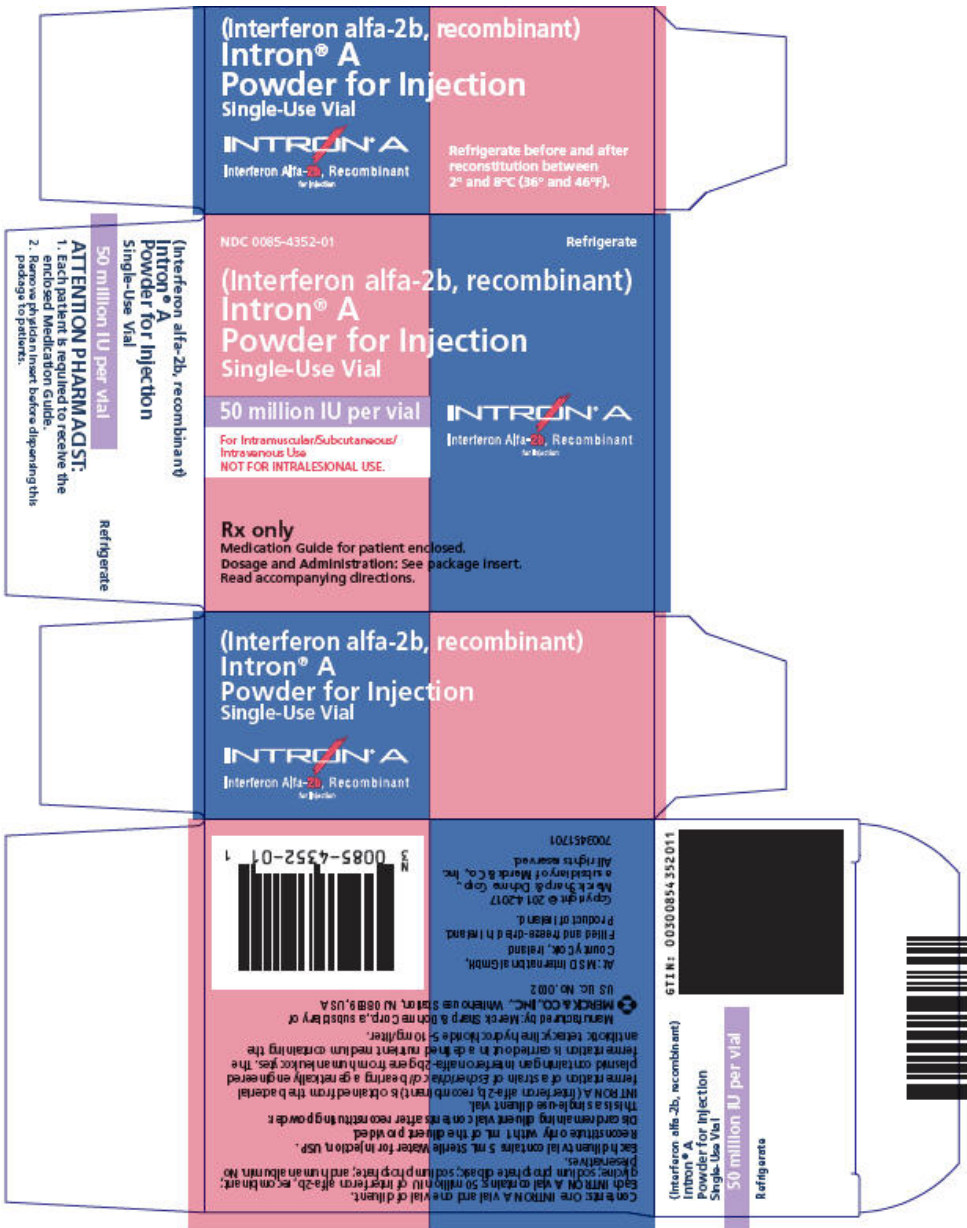 (Interferon alfa-2b, recombinant)
Intron® A
Powder for Injection
Single-Use Vial
INTRON® A
Interferon Alfa-2b, Recombinant
for Injection
Refrigerate before and after
reconstitution between
2° and 8°C (36° and 46°F).
(Interferon alfa-2b, recombinant)
Intron® A
Powder for Injection
Single-Use Vial
50 million IU per vial
Refrigerate
ATTENTION PHARMACIST:
1. Each patient is required to receive the
enclosed Medication Guide.
2. Remove physician insert before dispensing this
package to patients.
NDC 0085-4352-01
Refrigerate
(Interferon alfa-2b, recombinant)
Intron® A
Powder for Injection
Single-Use Vial
50 million IU per vial
For Intramuscular/Subcutaneous/
Intravenous Use
NOT FOR INTRALESIONAL USE.
INTRON® A
Interferon Alfa-2b, Recombinant
for Injection
Rx only
Medication Guide for patient enclosed.
Dosage and Administration: See package insert.
Read accompanying directions.
(Interferon alfa-2b, recombinant)
Intron® A
Powder for Injection
Single-Use Vial
INTRON® A
Interferon Alfa-2b, Recombinant
for Injection
Contents: One INTRON A vial and one vial of diluent.
Each INTRON A vial contains: 50 million IU of interferon alfa-2b, recombinant;
glycine; sodium phosphate dibasic; sodium phosphate; and human albumin. No
preservatives.
Each diluent vial contains 5 mL Sterile Water for Injection, USP.
Reconstitute only with 1 mL of the diluent provided.
Discard remaining diluent vial contents after reconstituting powder.
This is a single-use diluent vial.
INTRON A (interferon alfa-2b, recombinant) is obtained from the bacterial
fermentation of a strain of Escherichia coli bearing a genetically engineered
plasmid containing an interferon alfa-2b gene from human leukocytes. The
fermentation is carried out in a defined nutrient medium containing the
antibiotic tetracycline hydrochloride 5-10 mg/liter.
Manufactured by: Merck Sharp & Dohme Corp., a subsidiary of
MERCK & CO., INC., Whitehouse Station, NJ 08889, USA
US Lic. No. 0002
At: MSD International GmbH,
County Cork, Ireland
Filled and freeze-dried in Ireland.
Product of Ireland.
Copyright © 2014-2017
Merck Sharp & Dohme Corp.,
a subsidiary of Merck & Co., Inc.
All rights reserved.
7003451701
N3 0085-4352-01 1
GTIN: 00300854352011
(Interferon alfa-2b, recombinant)
Intron® A
Powder for Injection
Single-Use Vial
50 million IU per vial
Refrigerate